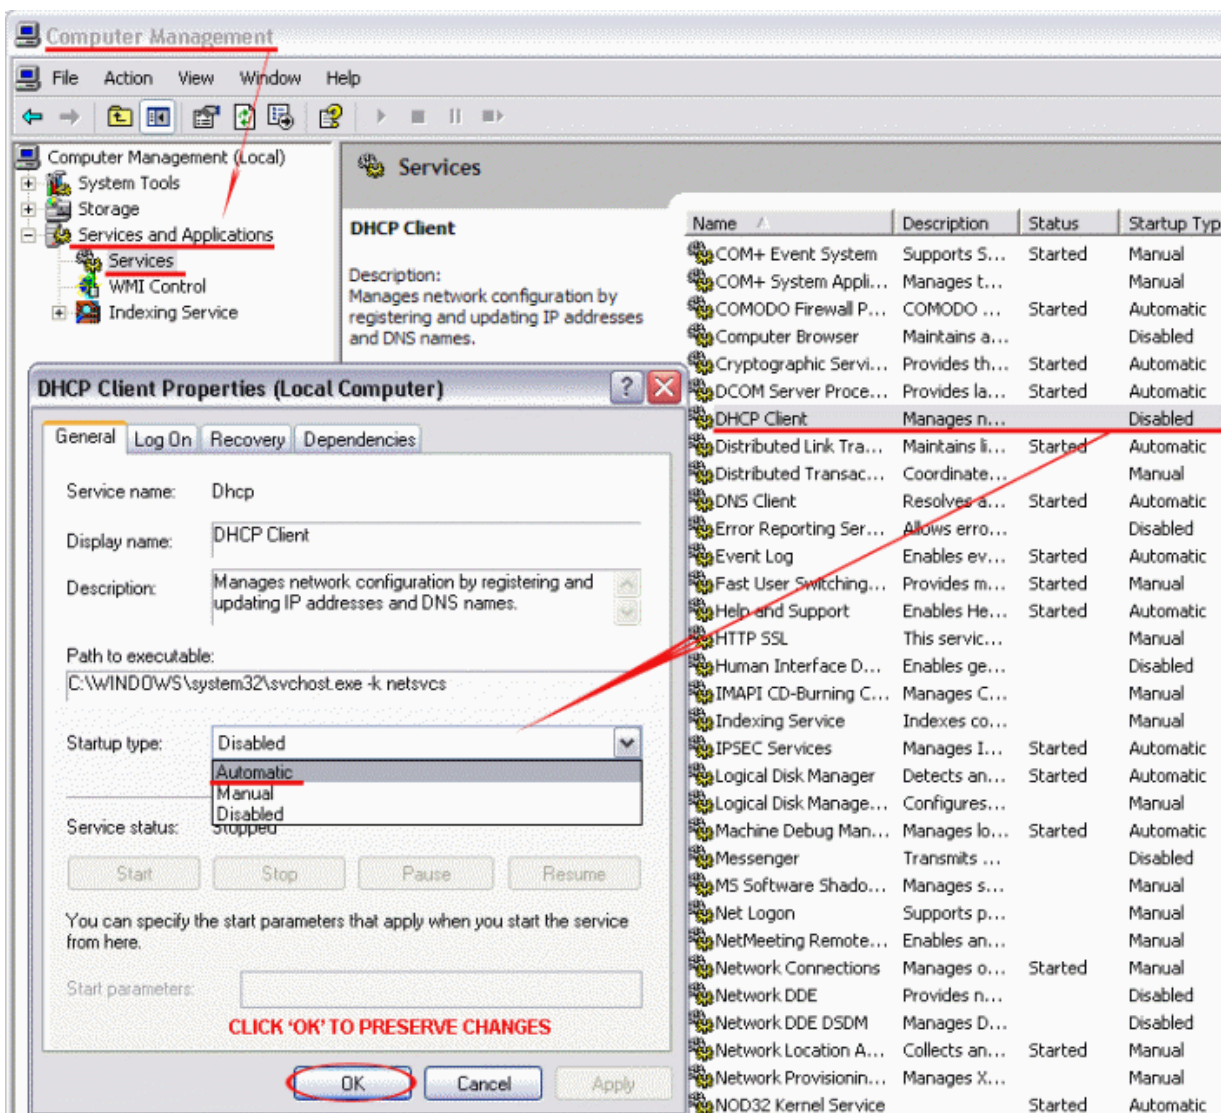 Computer Management
File Action View Window Help
Computer Management (Local)
System Tools
Storage
Services and Applications
Services
WMI Control
Indexing Service
Services
DHCP Client
Description:
Manages network configuration by
registering and updating IP addresses
and DNS names.
Name Description Status Startup Typ
COM+ Event System Supports S... Started Manual
COM+ System Appli... Manages t... Manual
COMODO Firewall P... COMODO ... Started Automatic
Computer Browser Maintains a... Disabled
Cryptographic Servi... Provides th... Started Automatic
DCOM Server Proce... Provides la... Started Automatic
DHCP Client Manages n... Disabled
Distributed Link Tra... Maintains li... Started Automatic
Distributed Transac... Coordinate... Manual
DNS Client Resolves a... Started Automatic
Error Reporting Ser... Allows erro... Disabled
Event Log Enables ev... Started Automatic
Fast User Switching... Provides m... Started Manual
Help and Support Enables He... Started Automatic
HTTP SSL This servic... Manual
Human Interface D... Enables ge... Disabled
IMAPI CD-Burning C... Manages C... Manual
Indexing Service Indexes co... Manual
IPSEC Services Manages I... Started Automatic
Logical Disk Manager Detects an... Started Automatic
Logical Disk Manage... Configures... Manual
Machine Debug Man... Manages lo... Started Automatic
Messenger Transmits ... Disabled
MS Software Shado... Manages s... Manual
Net Logon Supports p... Manual
NetMeeting Remote... Enables an... Manual
Network Connections Manages o... Started Manual
Network DDE Provides n... Disabled
Network DDE DSDM Manages D... Disabled
Network Location A... Collects an... Started Manual
Network Provisionin... Manages X... Manual
NOD32 Kernel Service Started Automatic
DHCP Client Properties (Local Computer)
General Log On Recovery Dependencies
Service name: Dhcp
Display name: DHCP Client
Description: Manages network configuration by registering and
updating IP addresses and DNS names.
Path to executable:
C:\WINDOWS\system32\svchost.exe -k netsvcs
Startup type: Disabled
Automatic
Manual
Disabled
Service status: Stopped
Start Stop Pause Resume
You can specify the start parameters that apply when you start the service
from here.
Start parameters:
CLICK 'OK' TO PRESERVE CHANGES
OK Cancel Apply